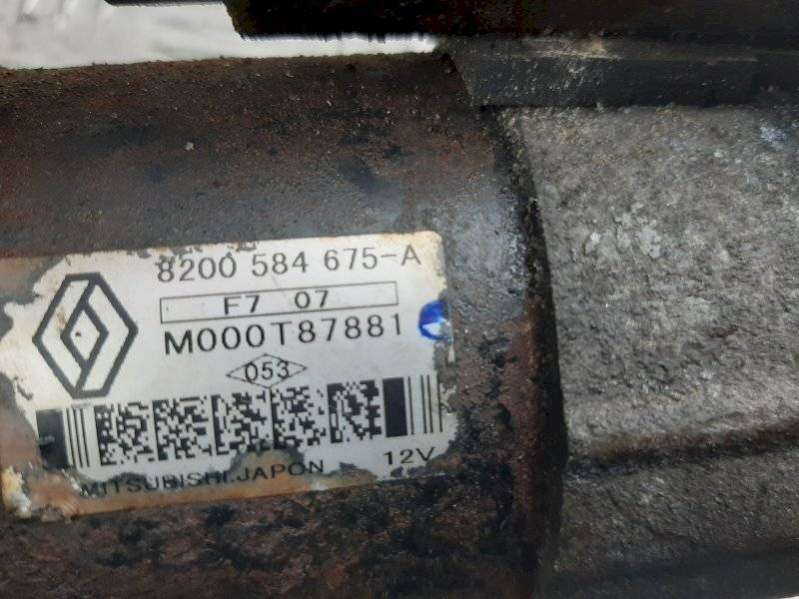 8200 584 675-A
F7 07
M000T87881
053
12V
MITSUBISHI.JAPON